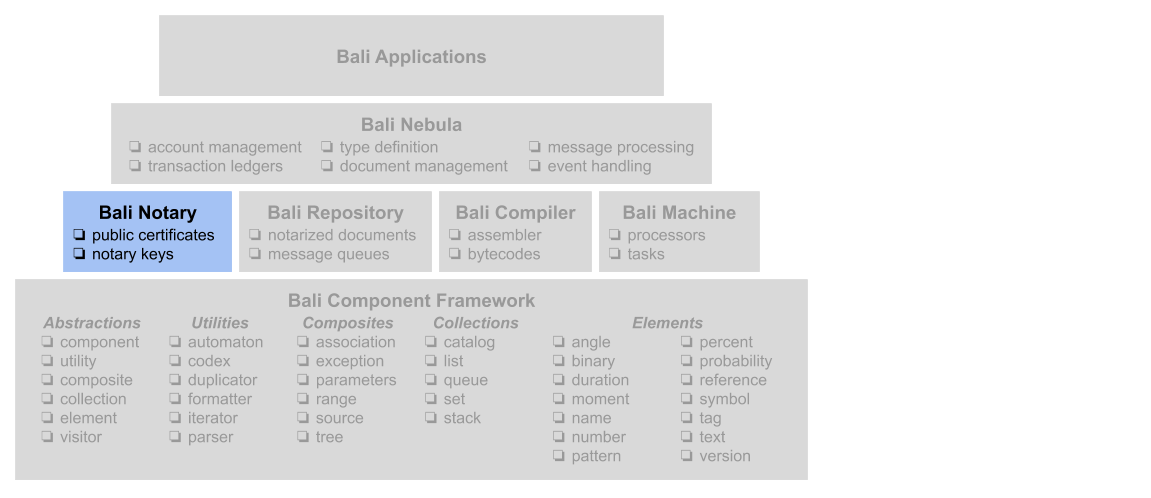 Bali Applications
Bali Nebula
❏ account management ❏ type definition ❏ message processing
❏ transaction ledgers ❏ document management ❏ event handling
Bali Notary Bali Repository Bali Compiler Bali Machine
❏ public certificates ❏ notarized documents ❏ assembler ❏ processors
❏ notary keys ❏ message queues ❏ bytecodes ❏ tasks
Bali Component Framework
Abstractions Utilities Composites Collections Elements
❏ component ❏ automaton ❏ association ❏ catalog ❏ angle ❏ percent
❏ utility ❏ codex ❏ exception ❏ list ❏ binary ❏ probability
❏ composite ❏ duplicator ❏ parameters ❏ queue ❏ duration ❏ reference
❏ collection ❏ formatter ❏ range ❏ set ❏ moment ❏ symbol
❏ element ❏ iterator ❏ source ❏ stack ❏ name ❏ tag
❏ visitor ❏ parser ❏ tree ❏ number ❏ text
❏ pattern ❏ version